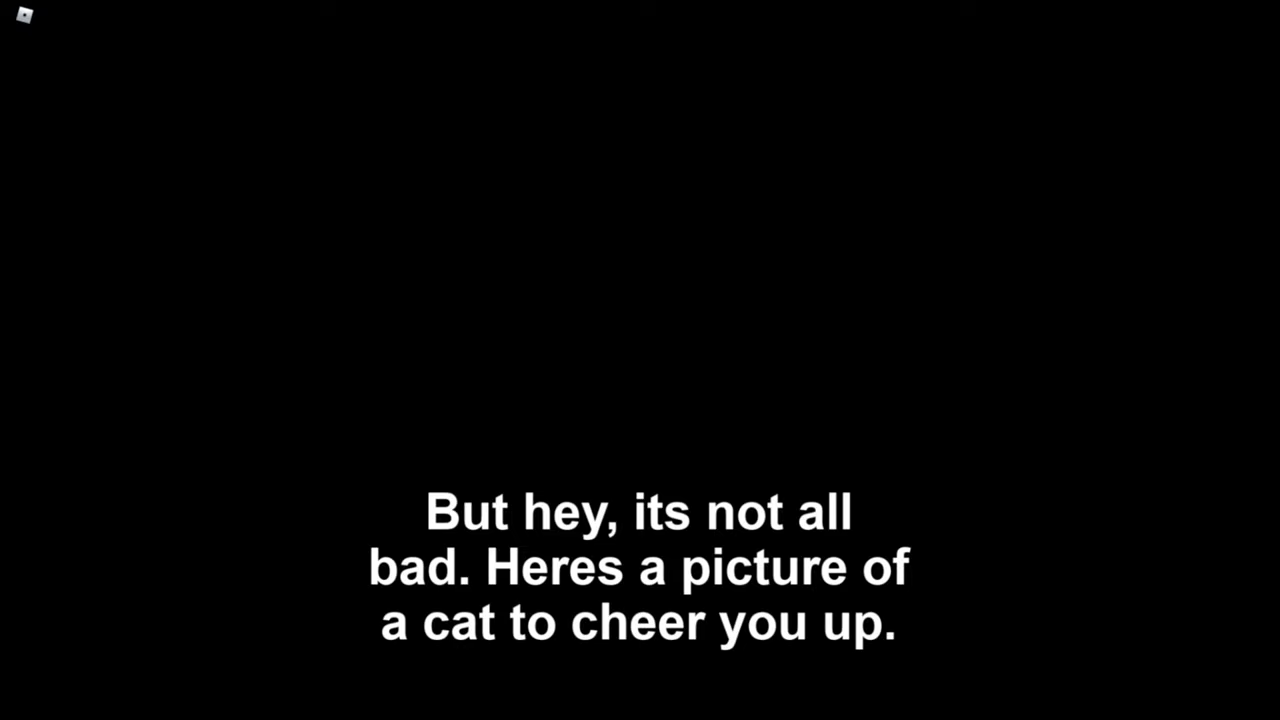 But hey, its not all
bad. Heres a picture of
a cat to cheer you up.